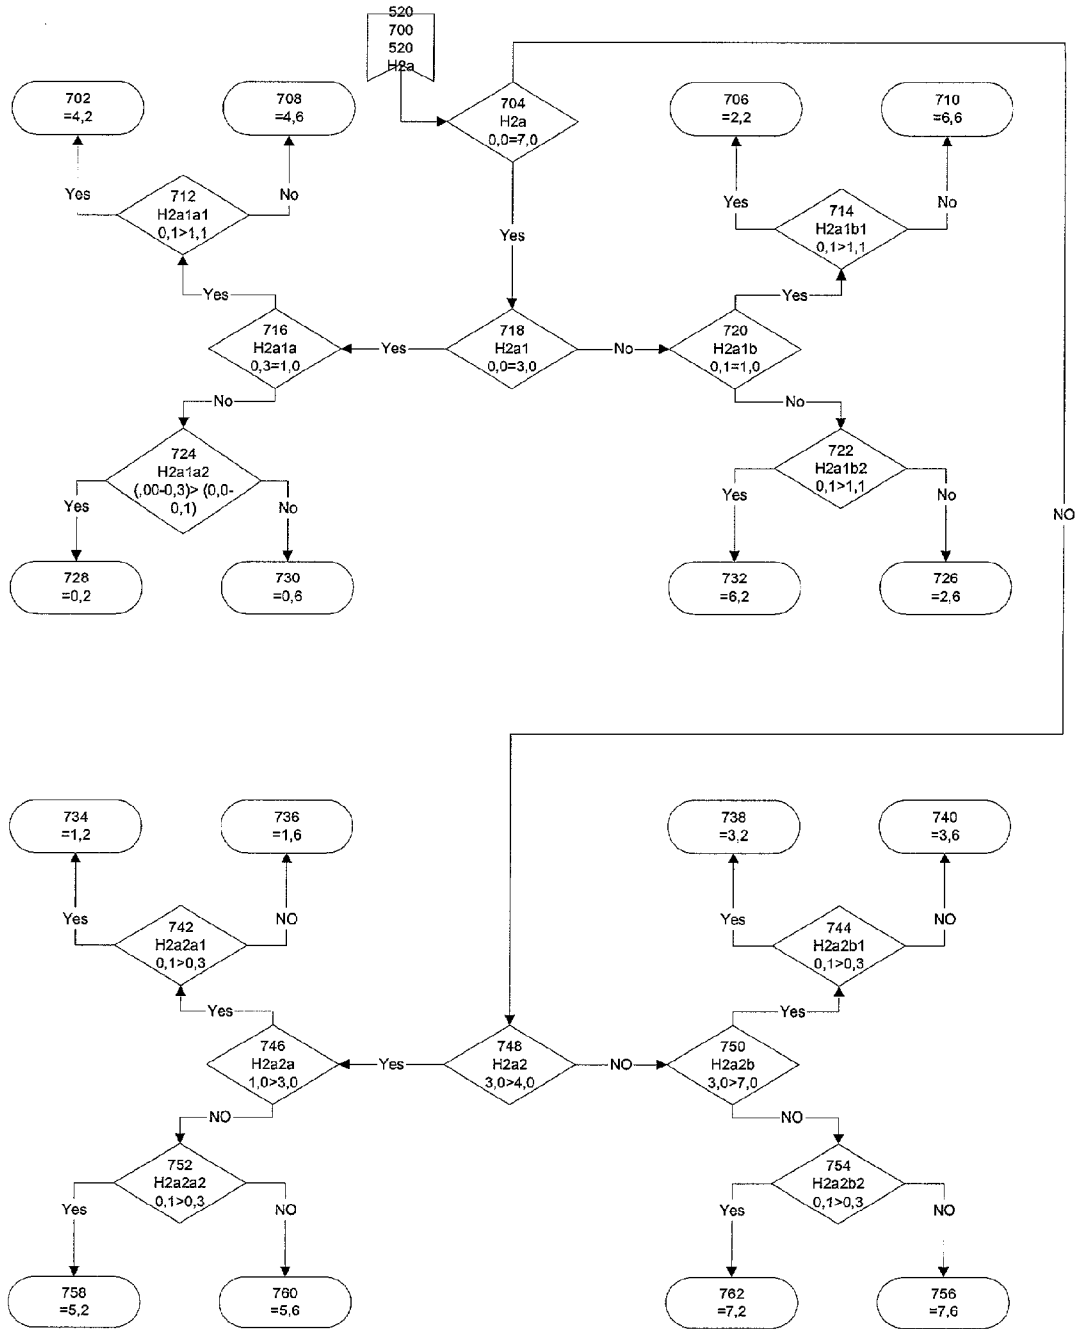 520
700
520
H2a
704
H2a
0,0=7,0
702
=4,2
708
=4,6
706
=2,2
710
=6,6
Yes
712
H2a1a1
0,1>1,1
No
Yes
714
H2a1b1
0,1>1,1
No
Yes
Yes
Yes
716
H2a1a
0,3=1,0
Yes
718
H2a1
0,0=3,0
No
720
H2a1b
0,1=1,0
No
No
724
H2a1a2
(,00-0,3)> (0,0-
0,1)
Yes
No
722
H2a1b2
0,1>1,1
Yes
No
NO
728
=0,2
730
=0,6
732
=6,2
726
=2,6
734
=1,2
736
=1,6
738
=3,2
740
=3,6
Yes
742
H2a2a1
0,1>0,3
NO
Yes
744
H2a2b1
0,1>0,3
NO
Yes
Yes
746
H2a2a
1,0>3,0
Yes
748
H2a2
3,0>4,0
NO
750
H2a2b
3,0>7,0
NO
NO
752
H2a2a2
0,1>0,3
Yes
NO
754
H2a2b2
0,1>0,3
Yes
NO
758
=5,2
760
=5,6
762
=7,2
756
=7,6